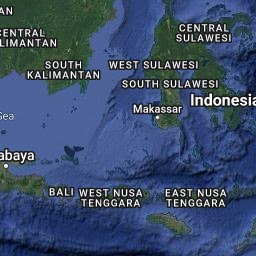 CENTRAL
KALIMANTAN
CENTRAL
SULAWESI
SOUTH
KALIMANTAN
WEST SULAWESI
SOUTH SULAWESI
Indonesia
Makassar
Sea
abaya
BALI
WEST NUSA
TENGGARA
EAST NUSA
TENGGARA